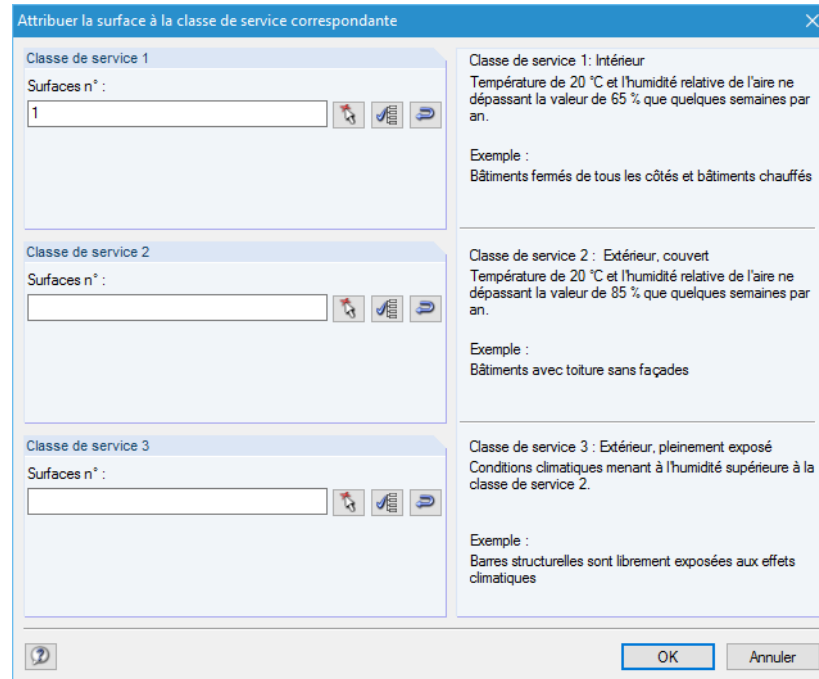 Attribuer la surface à la classe de service correspondante
Classe de service 1
Surfaces n° :
1
Classe de service 1: Intérieur
Température de 20 °C et l'humidité relative de l'aire ne
dépassant la valeur de 65 % que quelques semaines par
an.
Exemple :
Bâtiments fermés de tous les côtés et bâtiments chauffés
Classe de service 2
Surfaces n° :
Classe de service 2 : Extérieur, couvert
Température de 20 °C et l'humidité relative de l'aire ne
dépassant la valeur de 85 % que quelques semaines par
an.
Exemple :
Bâtiments avec toiture sans façades
Classe de service 3
Surfaces n° :
Classe de service 3 : Extérieur, pleinement exposé
Conditions climatiques menant à l'humidité supérieure à la
classe de service 2.
Exemple :
Barres structurelles sont librement exposées aux effets
climatiques
OK
Annuler